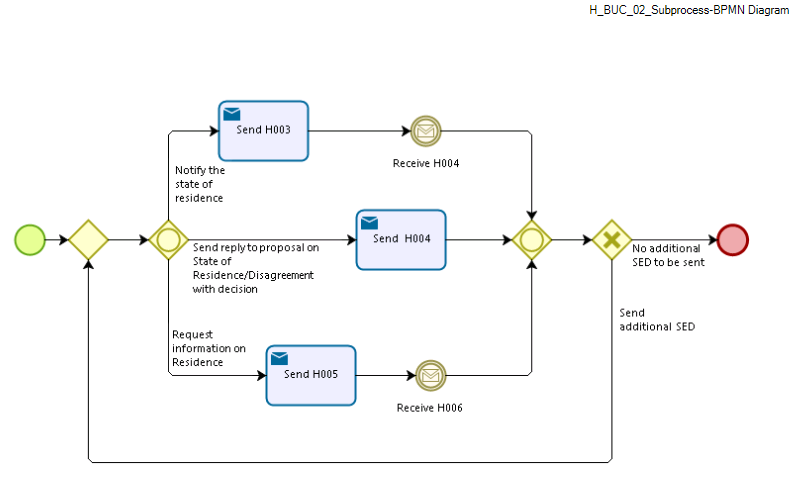 H_BUC_02_Subprocess-BPMN Diagram
Send H003
Receive H004
Notify the
state of
residence
Send H004
Send reply to proposal on
State of
Residence/Disagreement
with decision
No additional
SED to be sent
Send
additional SED
Request
information on
Residence
Send H005
Receive H006